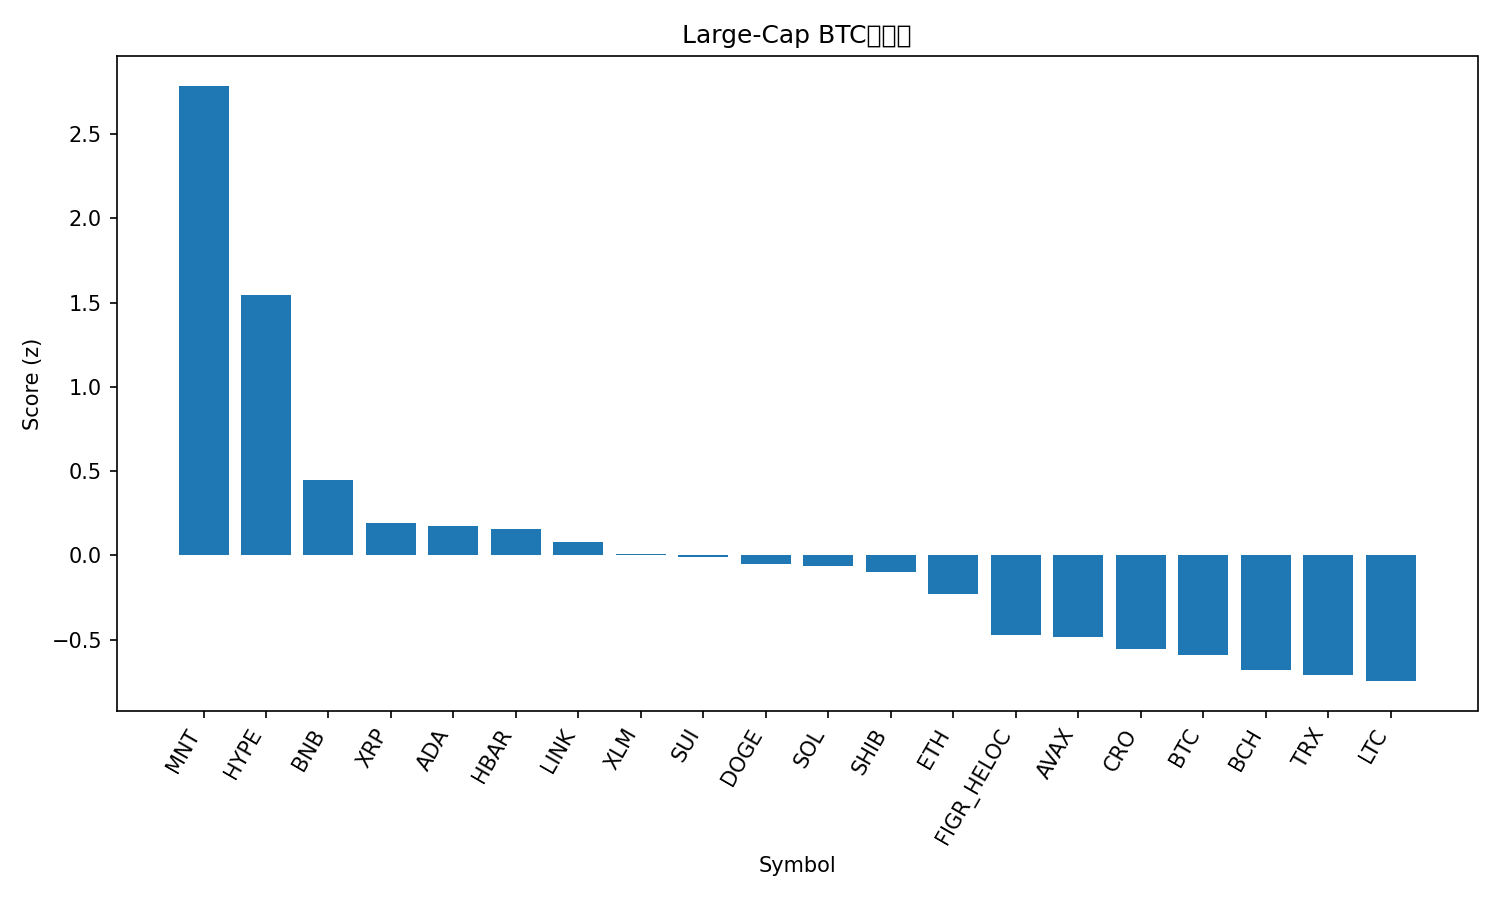 Large-Cap BTC
Score (z)
2.5
2.0
1.5
1.0
0.5
0.0
−0.5
MNT
HYPE
BNB
XRP
ADA
HBAR
LINK
XLM
SUI
DOGE
SOL
SHIB
ETH
FIGR_HELOC
AVAX
CRO
BTC
BCH
TRX
LTC
Symbol